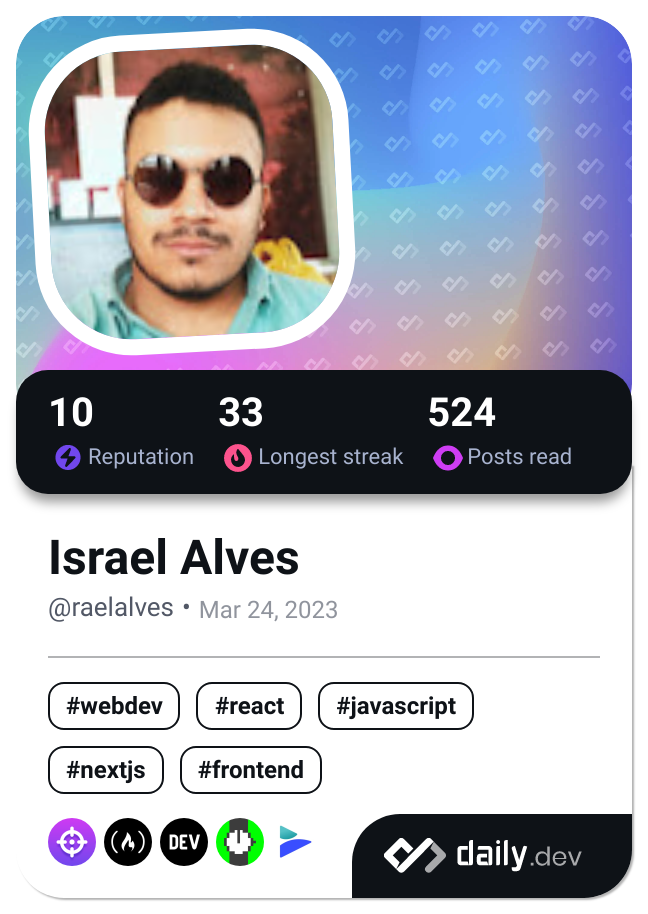 10 33 524
Reputation Longest streak Posts read
Israel Alves
@raelalves • Mar 24, 2023
#webdev #react #javascript
#nextjs #frontend
DEV
daily.dev